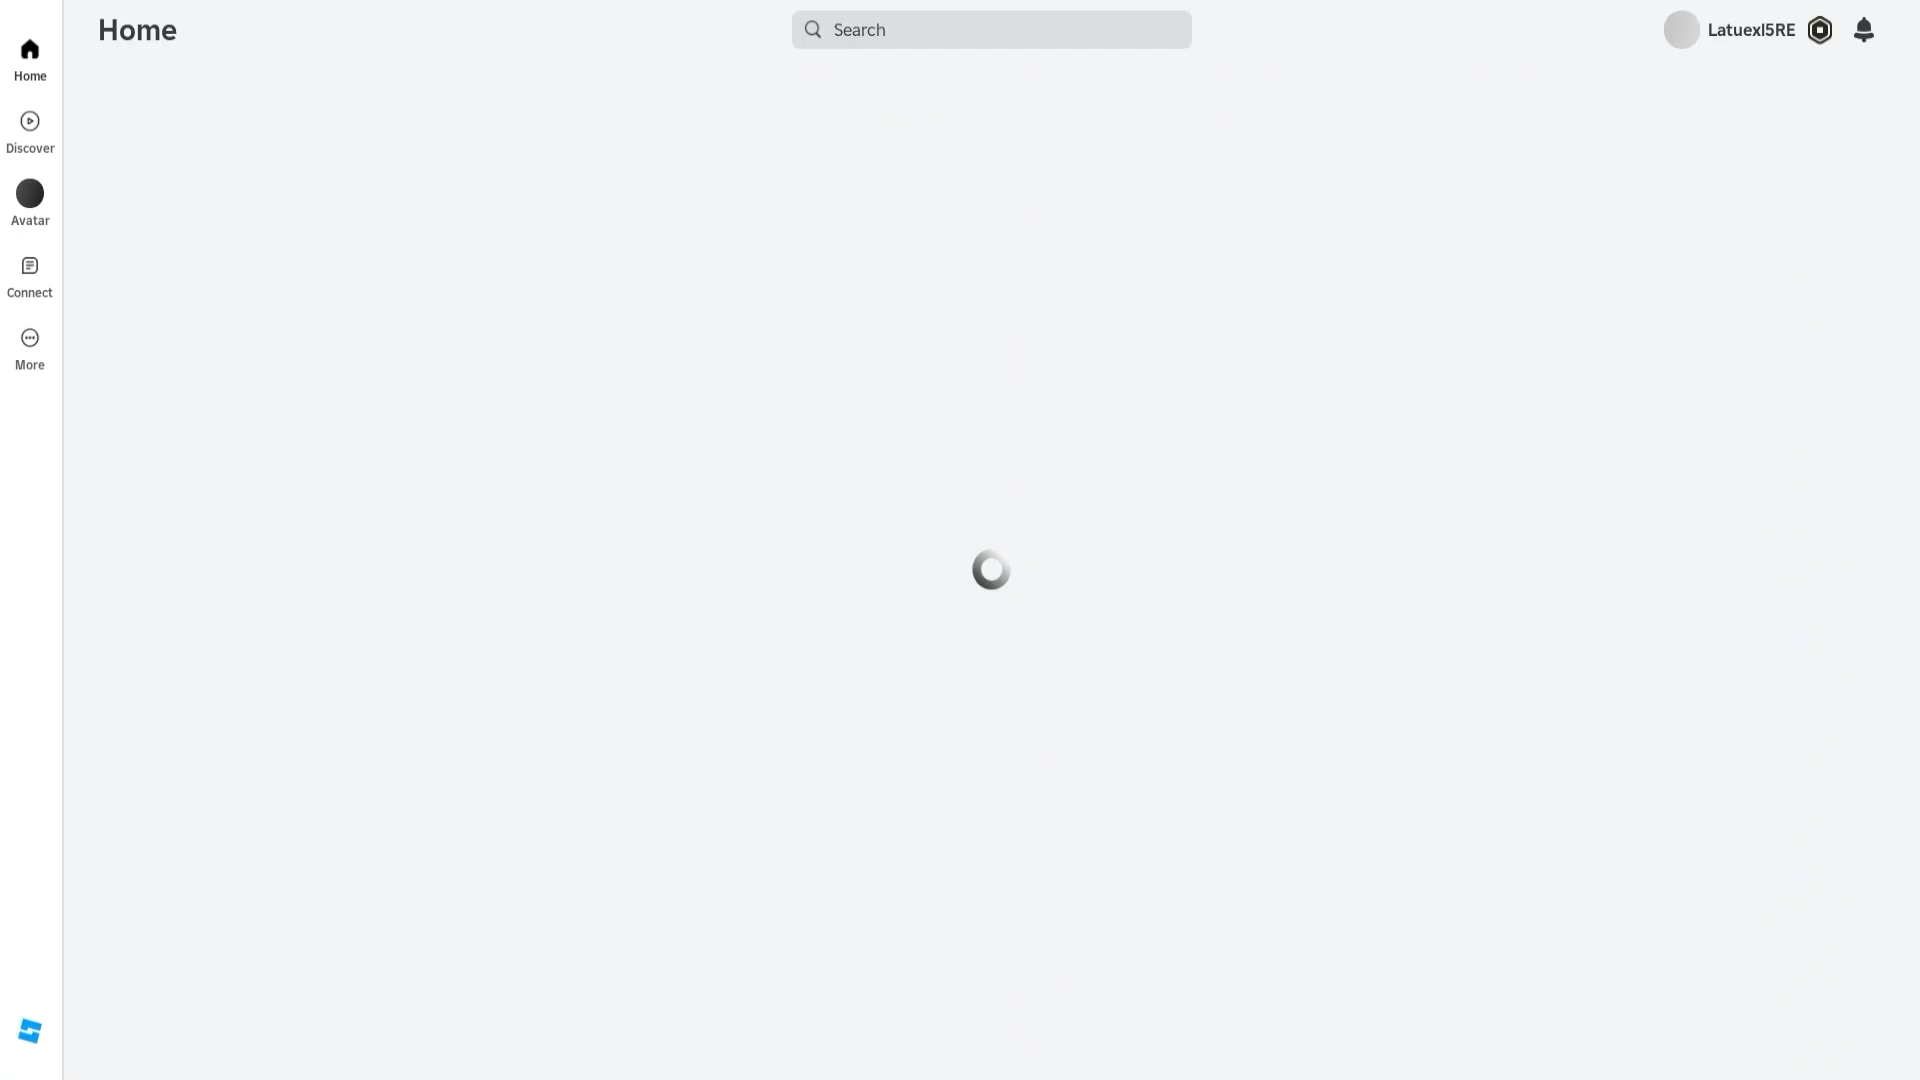 Home
Search
Latuexl5RE
Home
Discover
Avatar
Connect
More